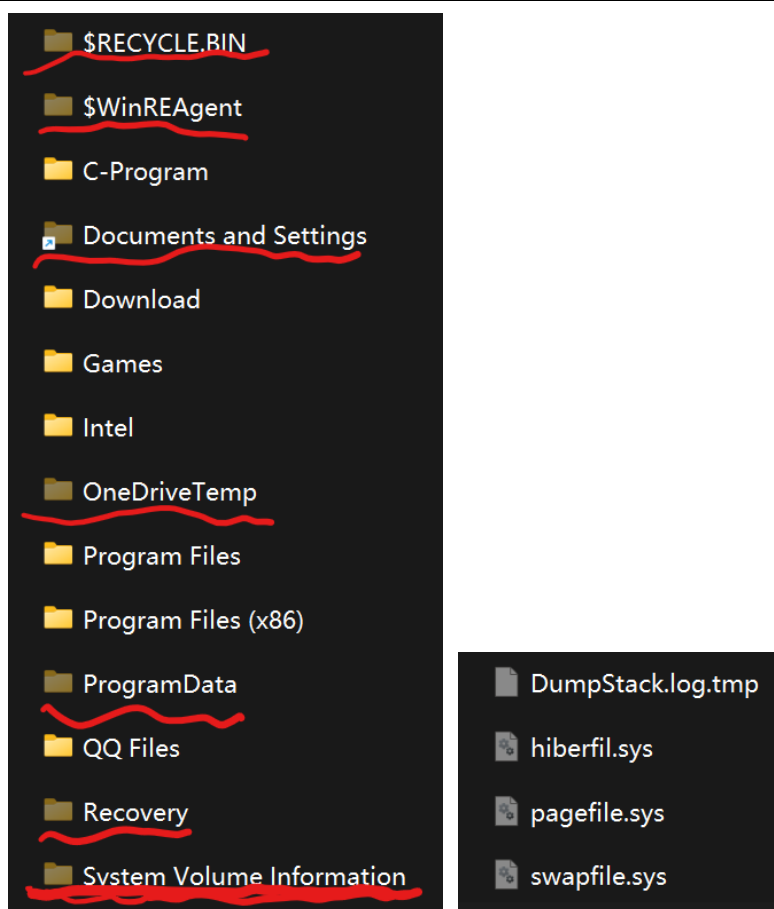 $RECYCLE.BIN
$WinREAgent
C-Program
Documents and Settings
Download
Games
Intel
OneDriveTemp
Program Files
Program Files (x86)
ProgramData
QQ Files
Recovery
System Volume Information
DumpStack.log.tmp
hiberfil.sys
pagefile.sys
swapfile.sys